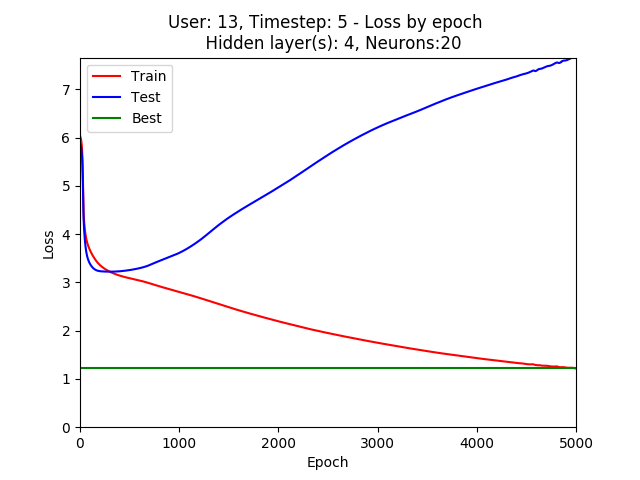 User: 13, Timestep: 5 - Loss by epoch
Hidden layer(s): 4, Neurons:20
Train
Test
Best
7
6
5
4
3
2
1
0
Loss
0 1000 2000 3000 4000 5000
Epoch